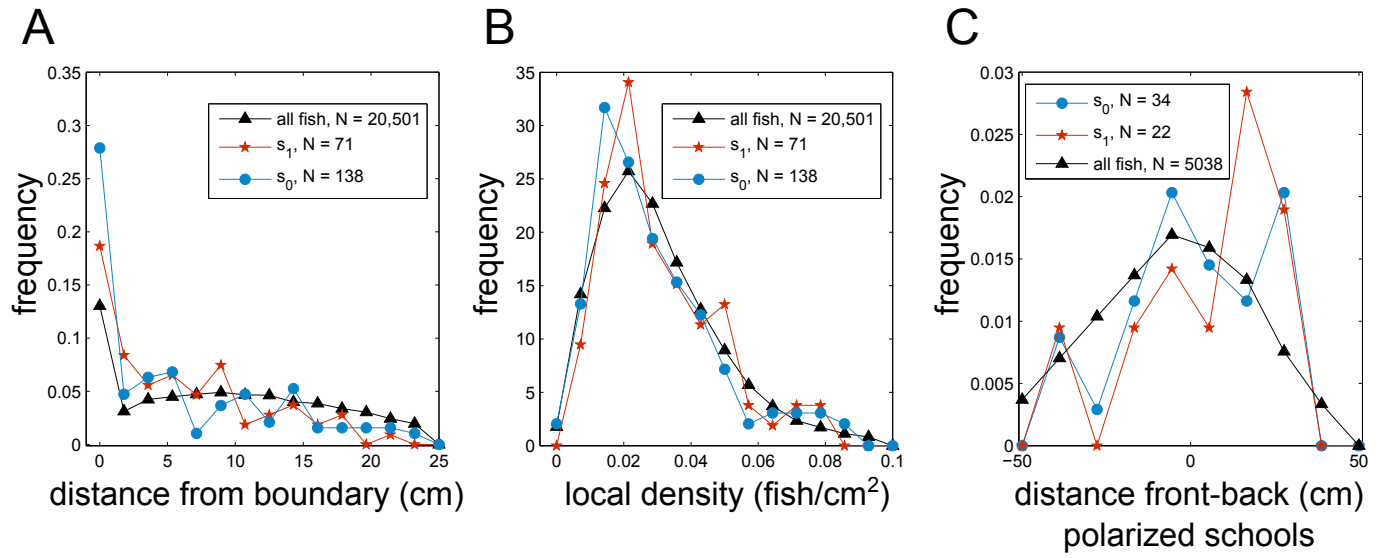 A
frequency
0.35
0.3
0.25
0.2
0.15
0.1
0.05
0
all fish, N = 20,501
s₁, N = 71
s₀, N = 138
0 5 10 15 20 25
distance from boundary (cm)
B
frequency
35
30
25
20
15
10
5
0
all fish, N = 20,501
s₁, N = 71
s₀, N = 138
0 0.02 0.04 0.06 0.08 0.1
local density (fish/cm²)
C
frequency
0.03
0.025
0.02
0.015
0.01
0.005
0
s₀, N = 34
s₁, N = 22
all fish, N = 5038
−50 0 50
distance front-back (cm)
polarized schools